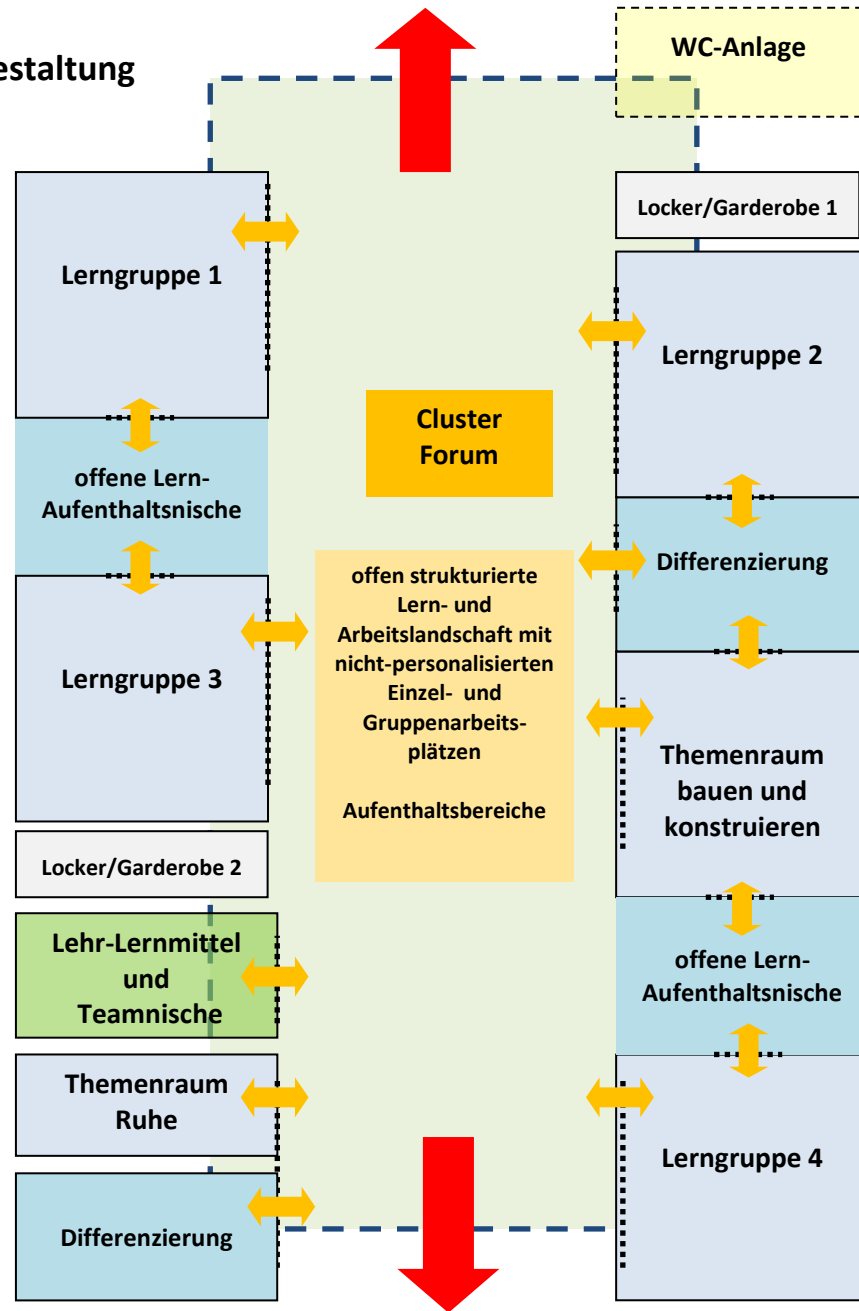 estaltung
WC-Anlage
Locker/Garderobe 1
Lerngruppe 1
Lerngruppe 2
Cluster
Forum
offene Lern-
Aufenthaltsnische
Differenzierung
offen strukturierte
Lern- und
Arbeitslandschaft mit
nicht-personalisierten
Einzel- und
Gruppenarbeits-
plätzen
Aufenthaltsbereiche
Lerngruppe 3
Themenraum
bauen und
konstruieren
Locker/Garderobe 2
Lehr-Lernmittel
und
Teamnische
offene Lern-
Aufenthaltsnische
Themenraum
Ruhe
Lerngruppe 4
Differenzierung